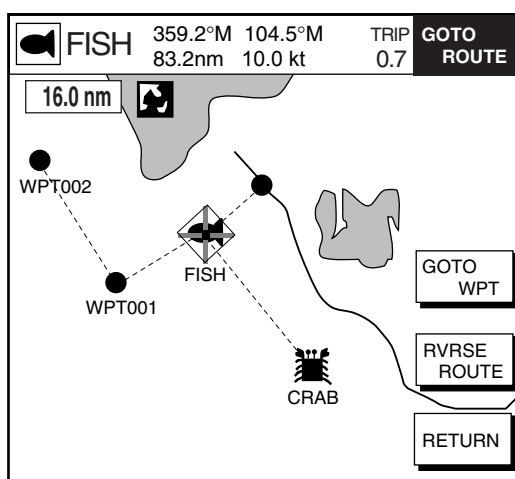 FISH
359.2°M 104.5°M
83.2nm 10.0 kt
TRIP
0.7
GOTO
ROUTE
16.0 nm
WPT002
FISH
WPT001
CRAB
GOTO
WPT
RVRSE
ROUTE
RETURN